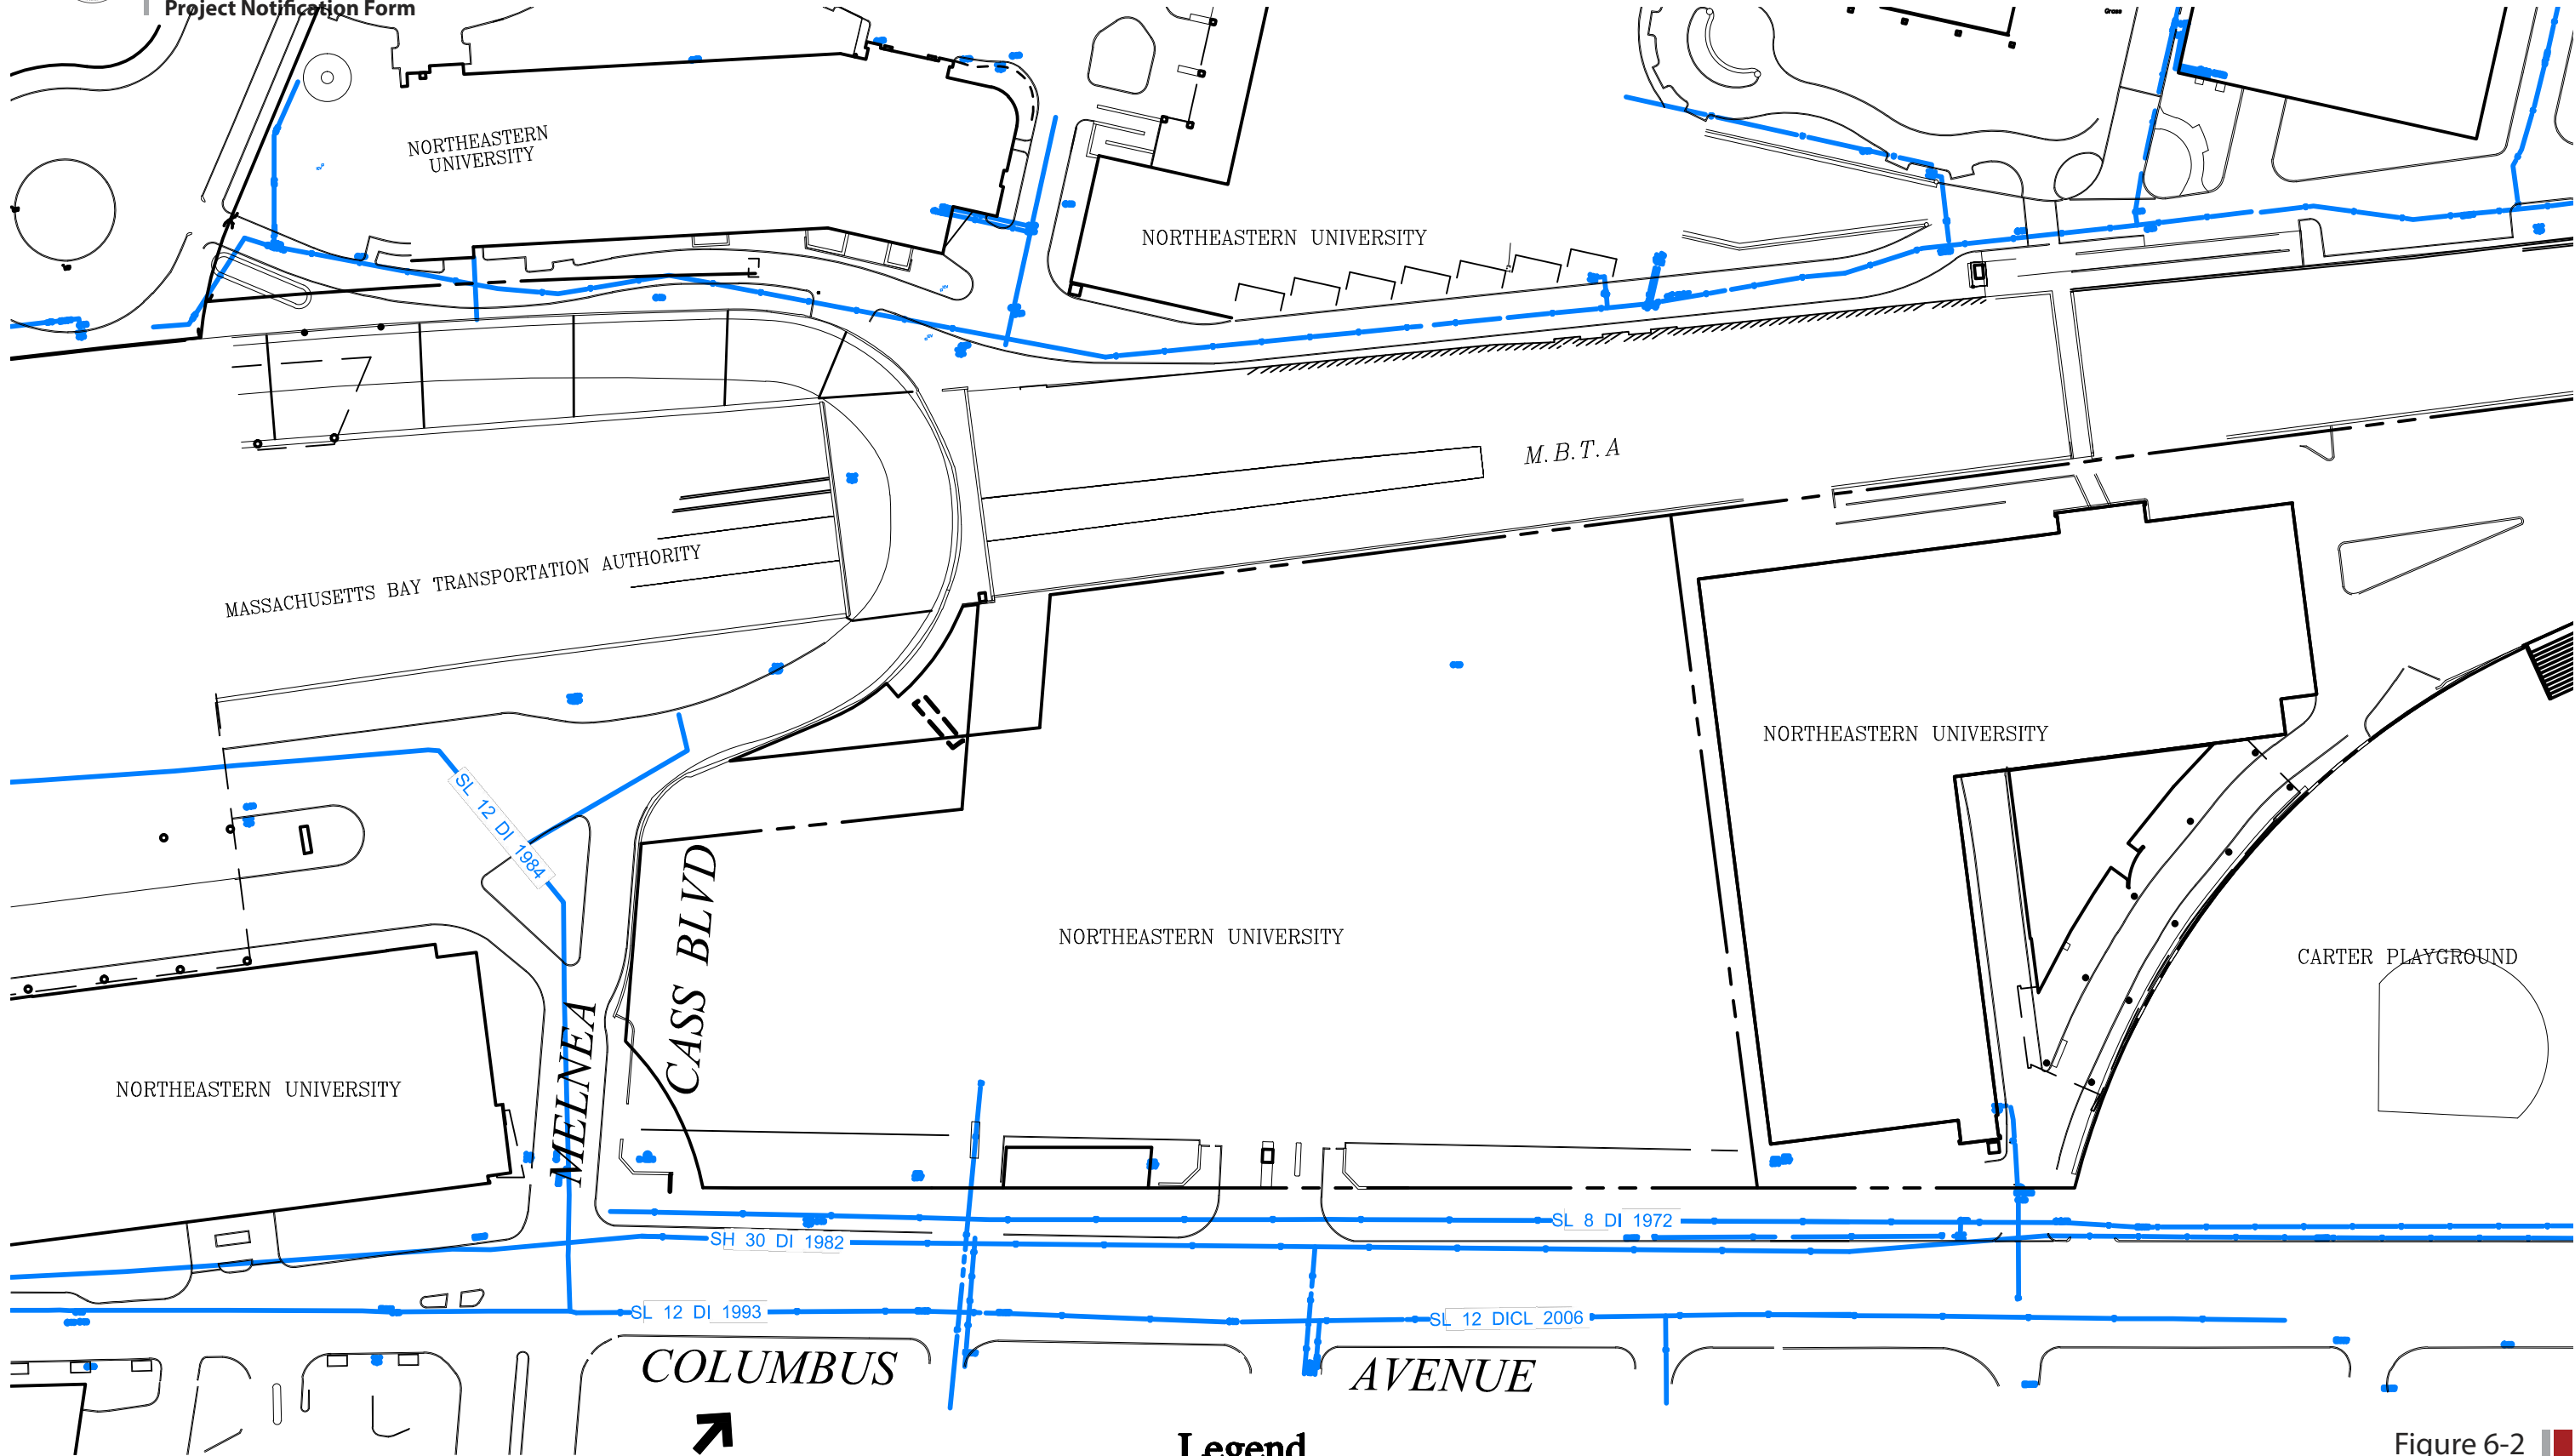 Project Notification Form
Grass
NORTHEASTERN
UNIVERSITY
NORTHEASTERN UNIVERSITY
M.B.T.A
MASSACHUSETTS BAY TRANSPORTATION AUTHORITY
NORTHEASTERN UNIVERSITY
SL 12 DI 1984
CASS BLVD
NORTHEASTERN UNIVERSITY
CARTER PLAYGROUND
MELNEA
NORTHEASTERN UNIVERSITY
SL 8 DI 1972
SH 30 DI 1982
SL 12 DI 1993
SL 12 DICL 2006
COLUMBUS AVENUE
Legend
Figure 6-2